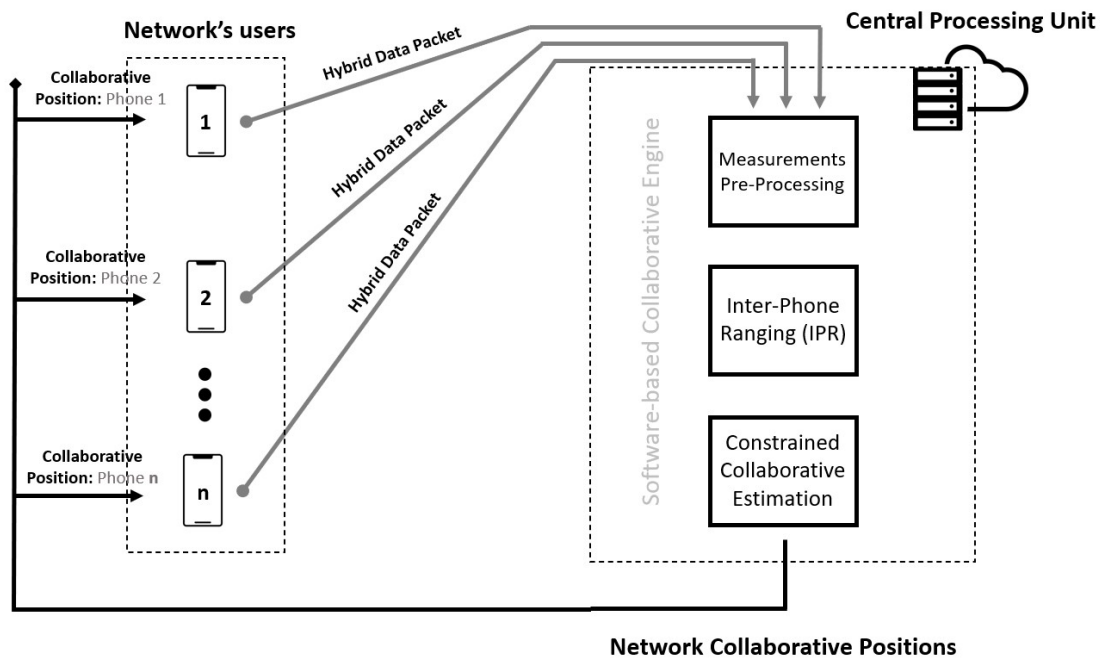 Central Processing Unit
Network's users
Hybrid Data Packet
Collaborative
Position: Phone 1
1
Hybrid Data Packet
Software-based Collaborative Engine
Measurements
Pre-Processing
Collaborative
Position: Phone 2
2
Hybrid Data Packet
Inter-Phone
Ranging (IPR)
Collaborative
Position: Phone n
n
Constrained
Collaborative
Estimation
Network Collaborative Positions